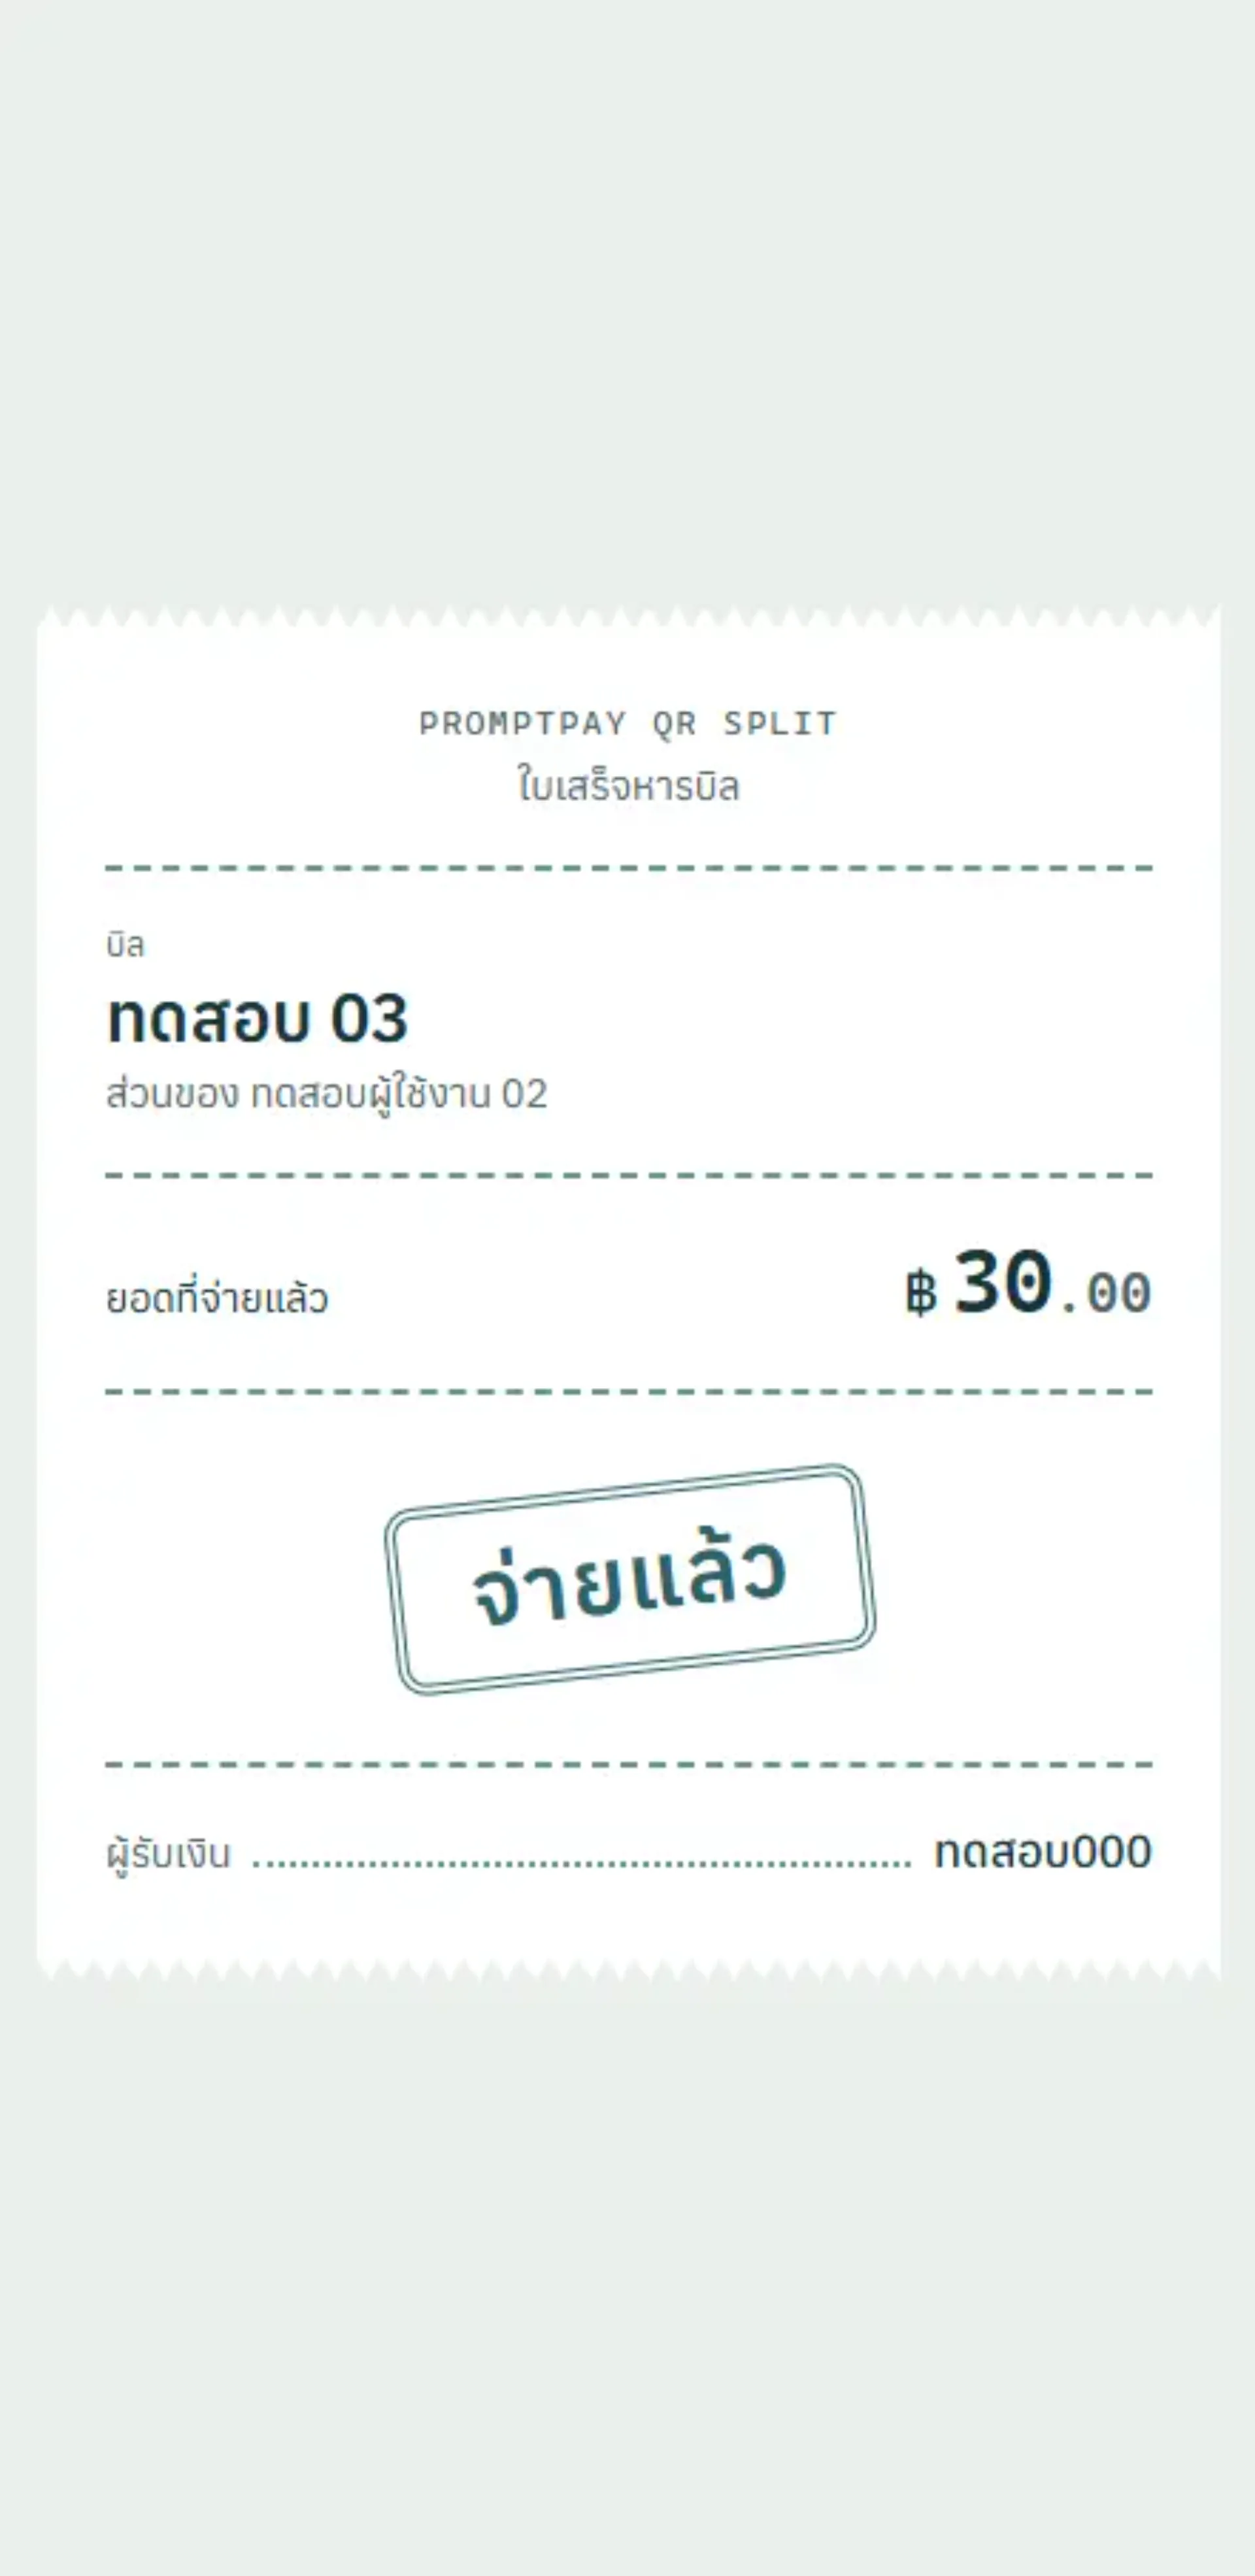 PROMPTPAY QR SPLIT
ใบเสร็จหารบิล
บิล
ทดสอบ 03
ส่วนของ ทดสอบผู้ใช้งาน 02
ยอดที่จ่ายแล้ว ฿ 30.00
จ่ายแล้ว
ผู้รับเงิน ทดสอบ000